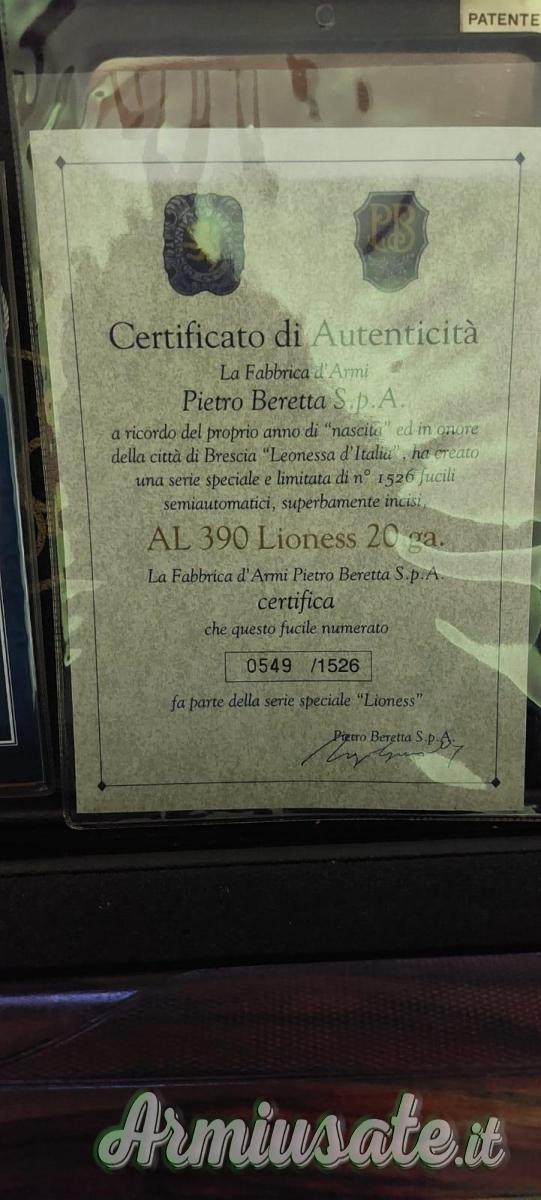 PATENTE
PB
Certificato di Autenticità
La Fabbrica d'Armi
Pietro Beretta S.p.A.
a ricordo del proprio anno di "nascita" ed in onore
della città di Brescia "Leonessa d'Italia", ha creato
una serie speciale e limitata di n° 1526 fucili
semiautomatici, superbamente incisi,
AL 390 Lioness 20 ga.
La Fabbrica d'Armi Pietro Beretta S.p.A.
certifica
che questo fucile numerato
0549 /1526
fa parte della serie speciale "Lioness"
Pietro Beretta S.p.A.
Armiusate.it